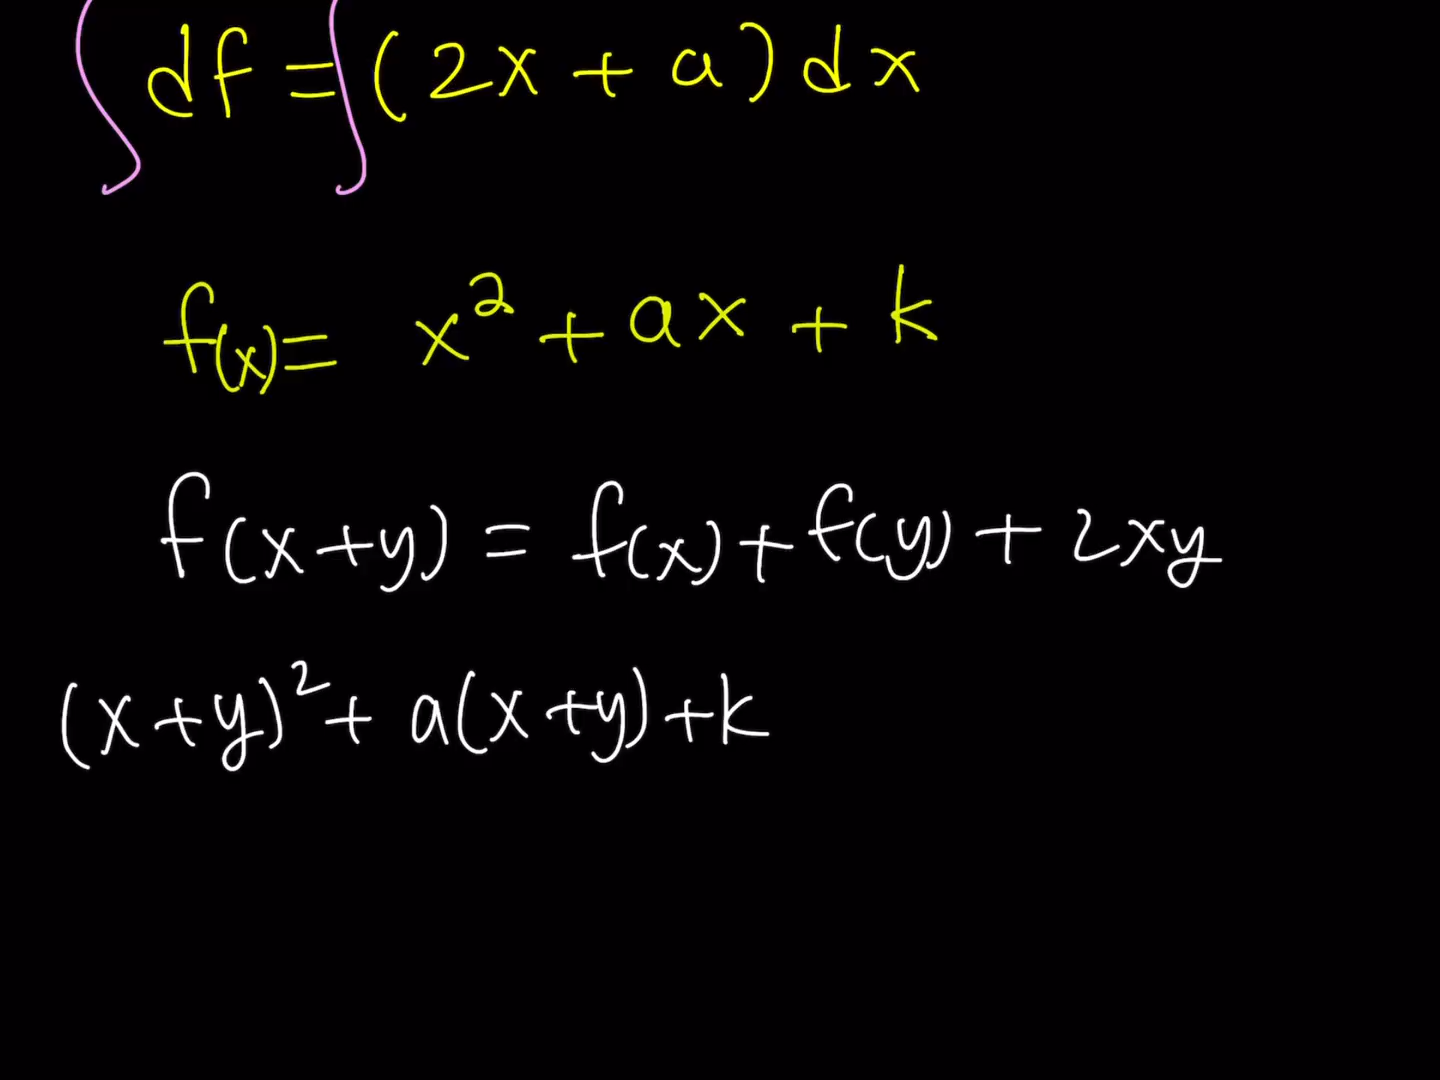 ∫ df = ∫ (2x + a) dx
f(x) = x² + ax + k
f(x+y) = f(x) + f(y) + 2xy
(x+y)² + a(x+y) + k